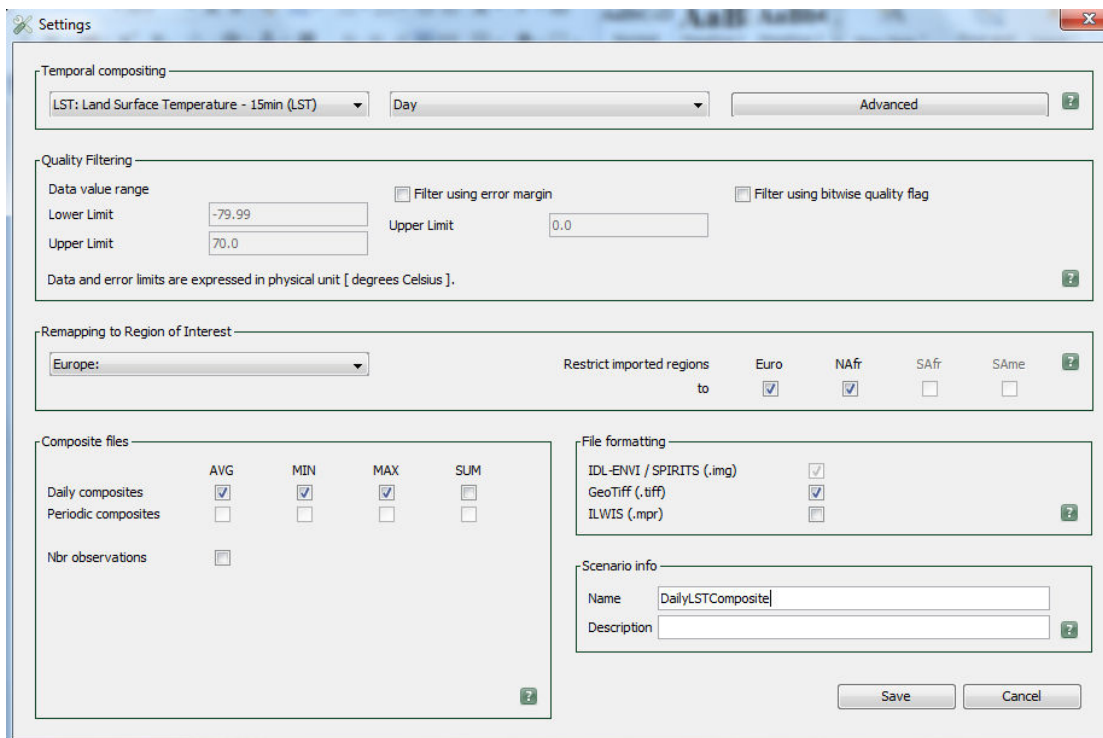 Settings
Temporal compositing
LST: Land Surface Temperature - 15min (LST) Day Advanced ?
Quality Filtering
Data value range
Filter using error margin Filter using bitwise quality flag
Lower Limit -79.99
Upper Limit 0.0
Upper Limit 70.0
Data and error limits are expressed in physical unit [ degrees Celsius ]. ?
Remapping to Region of Interest
Europe: Restrict imported regions Euro NAfr SAfr SAme ?
to
Composite files
AVG MIN MAX SUM
Daily composites
Periodic composites
Nbr observations
?
File formatting
IDL-ENVI / SPIRITS (.img)
GeoTiff (.tiff)
ILWIS (.mpr) ?
Scenario info
Name DailyLSTComposite
Description ?
Save Cancel